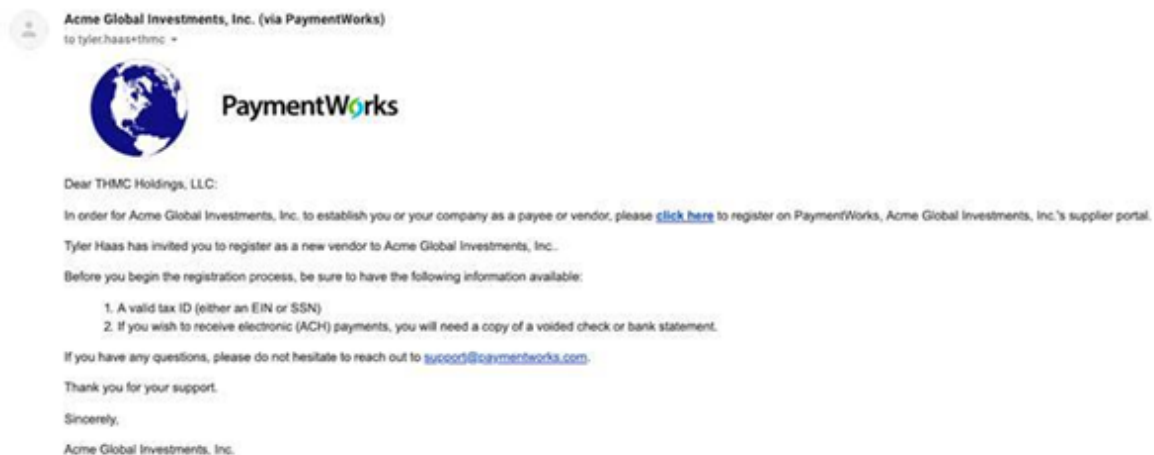 Acme Global Investments, Inc. (via PaymentWorks)
to tyler.haas+thmc
PaymentWorks
Dear THMC Holdings, LLC:
In order for Acme Global Investments, Inc. to establish you or your company as a payee or vendor, please click here to register on PaymentWorks, Acme Global Investments, Inc.'s supplier portal.
Tyler Haas has invited you to register as a new vendor to Acme Global Investments, Inc..
Before you begin the registration process, be sure to have the following information available:
1. A valid tax ID (either an EIN or SSN)
2. If you wish to receive electronic (ACH) payments, you will need a copy of a voided check or bank statement.
If you have any questions, please do not hesitate to reach out to support@paymentworks.com.
Thank you for your support.
Sincerely,
Acme Global Investments, Inc.